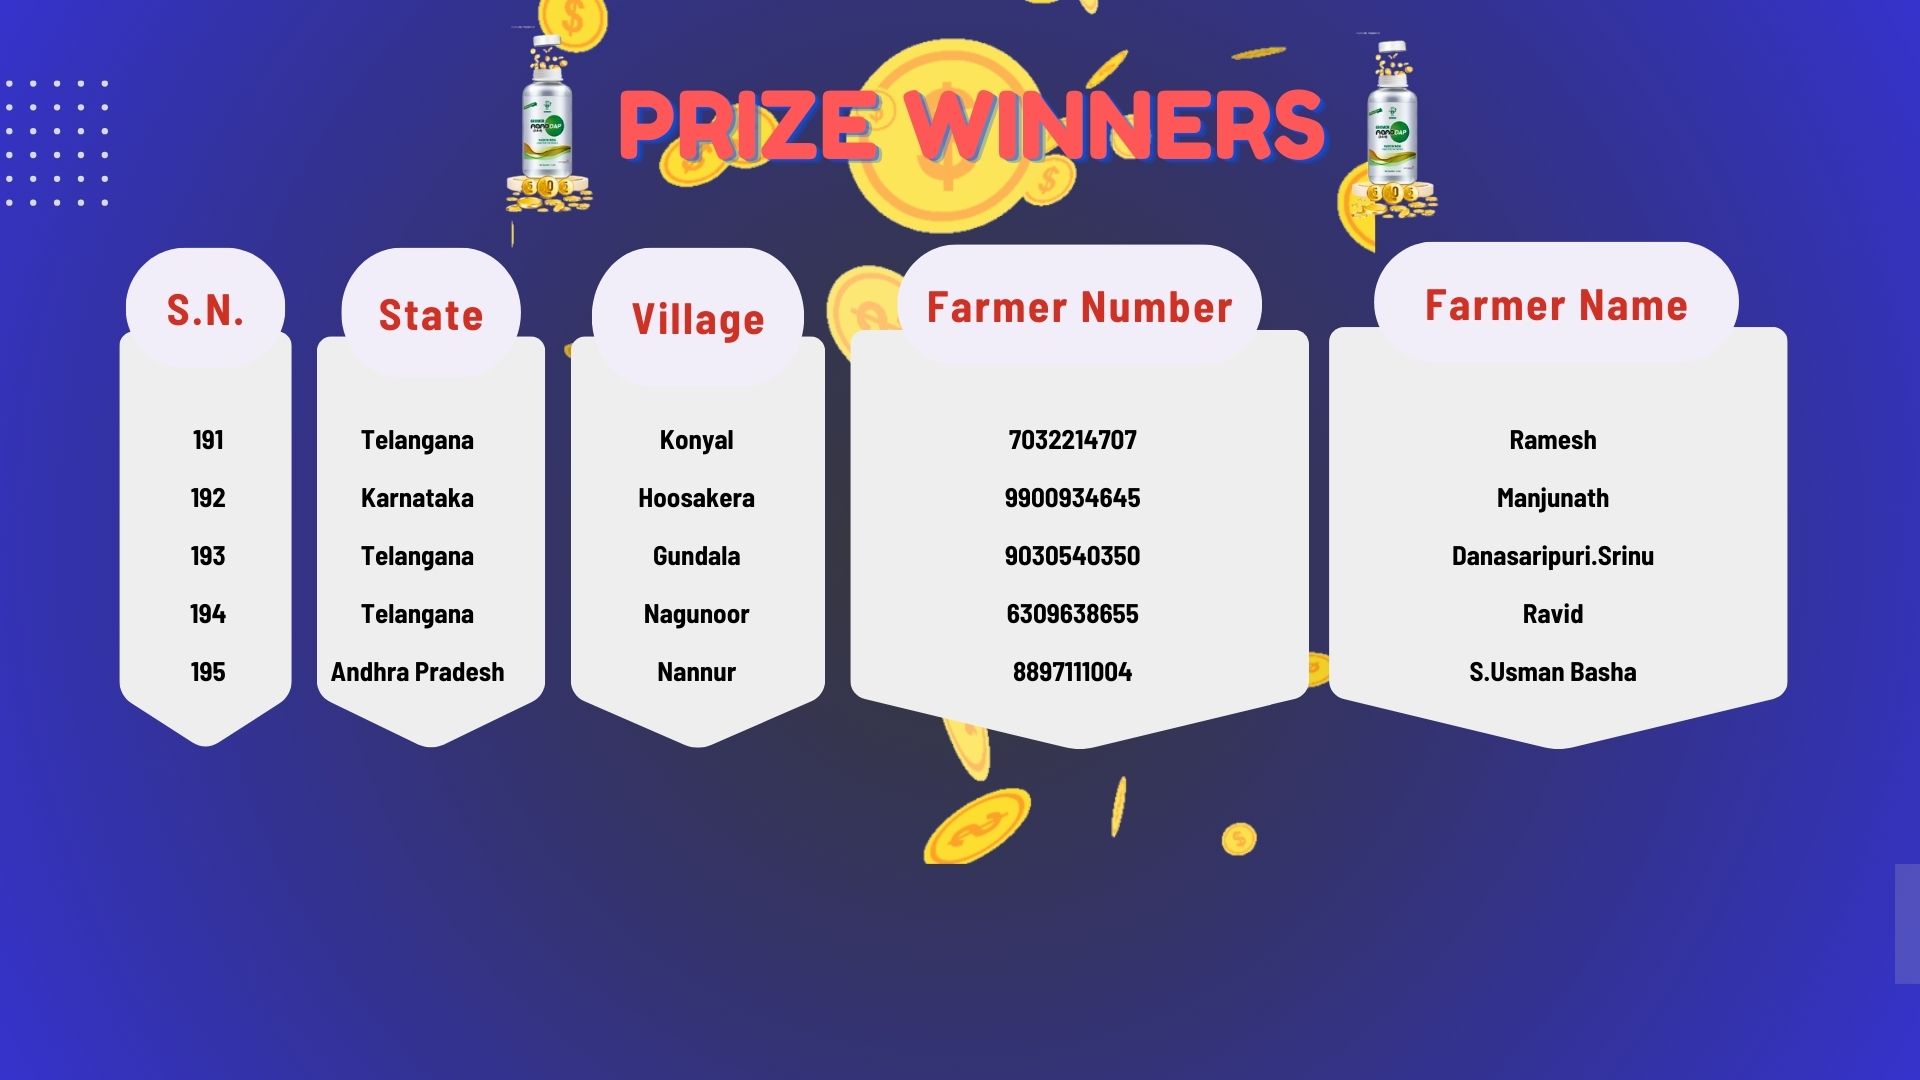 PRIZE WINNERS
S.N. State Village Farmer Number Farmer Name
191 Telangana Konyal 7032214707 Ramesh
192 Karnataka Hoosakera 9900934645 Manjunath
193 Telangana Gundala 9030540350 Danasaripuri.Srinu
194 Telangana Nagunoor 6309638655 Ravid
195 Andhra Pradesh Nannur 8897111004 S.Usman Basha